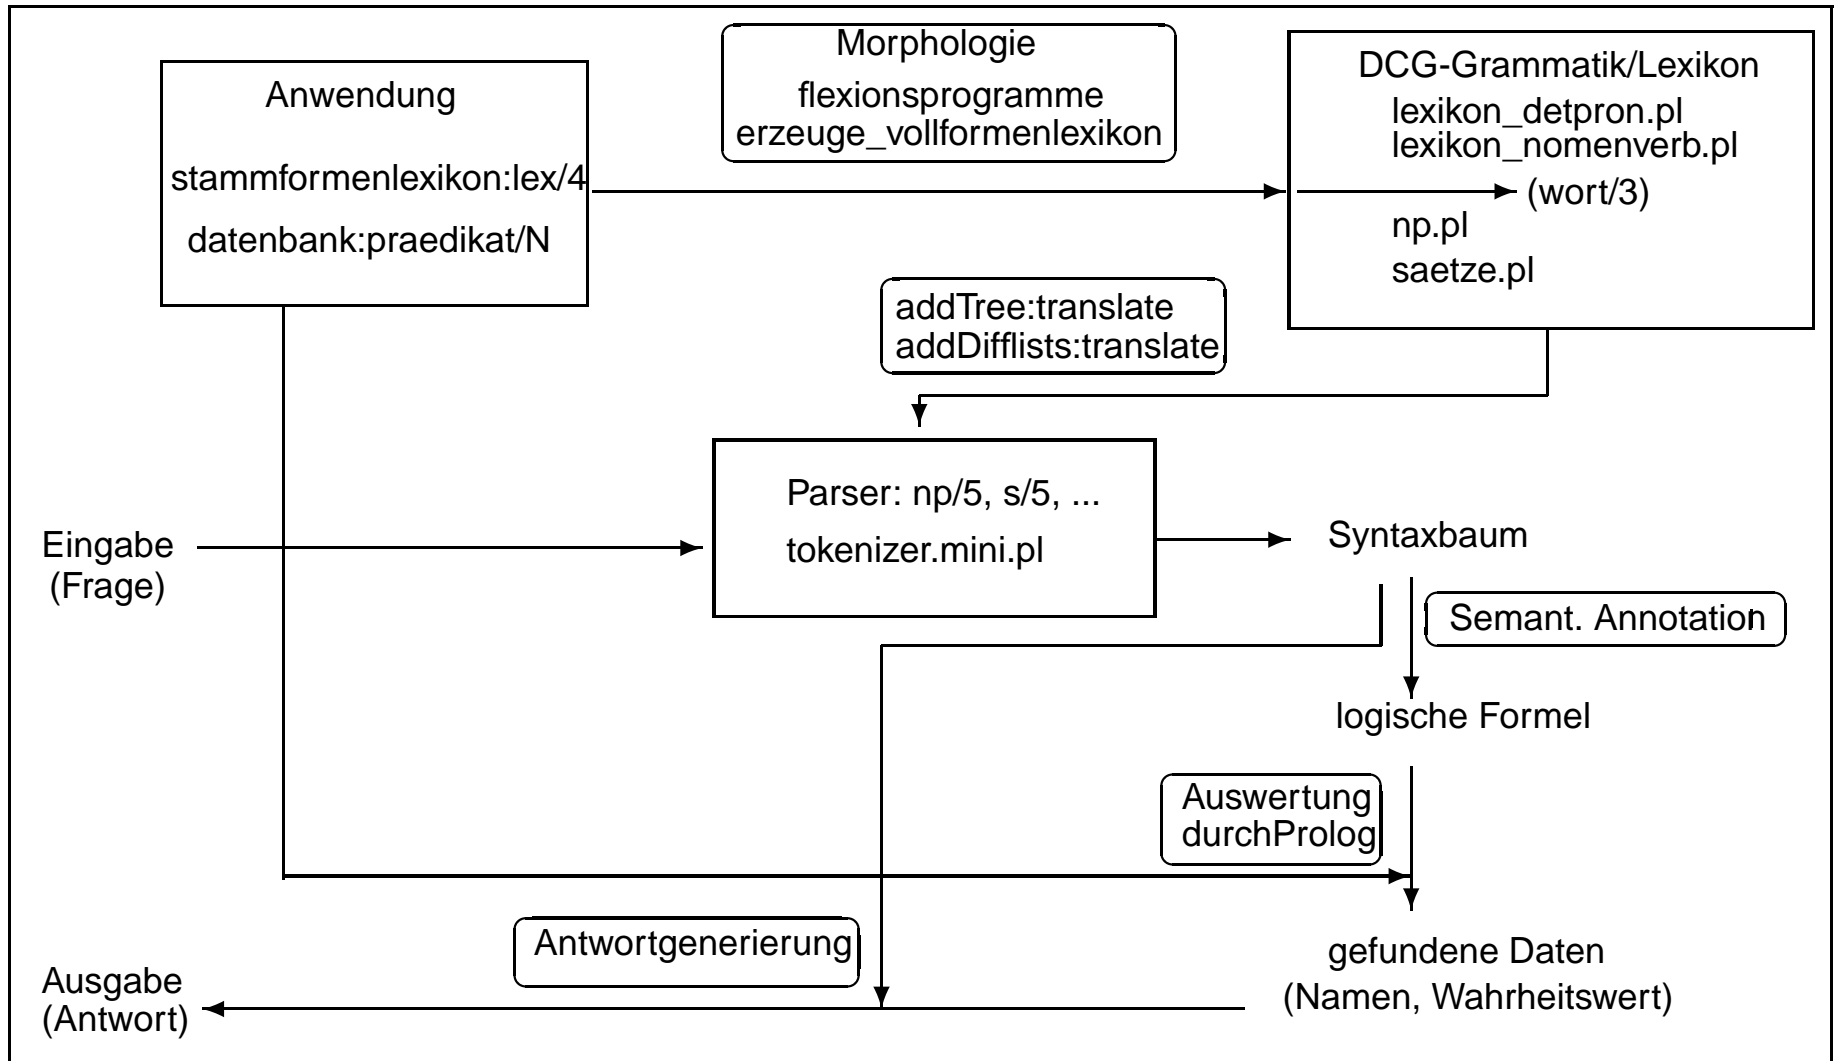 Morphologie
flexionsprogramme
erzeuge_vollformenlexikon
Anwendung
stammformenlexikon:lex/4
datenbank:praedikat/N
DCG-Grammatik/Lexikon
lexikon_detpron.pl
lexikon_nomenverb.pl
(wort/3)
np.pl
saetze.pl
addTree:translate
addDifflists:translate
Parser: np/5, s/5, ...
tokenizer.mini.pl
Eingabe
(Frage)
Syntaxbaum
Semant. Annotation
logische Formel
Auswertung
durchProlog
Antwortgenerierung
gefundene Daten
(Namen, Wahrheitswert)
Ausgabe
(Antwort)